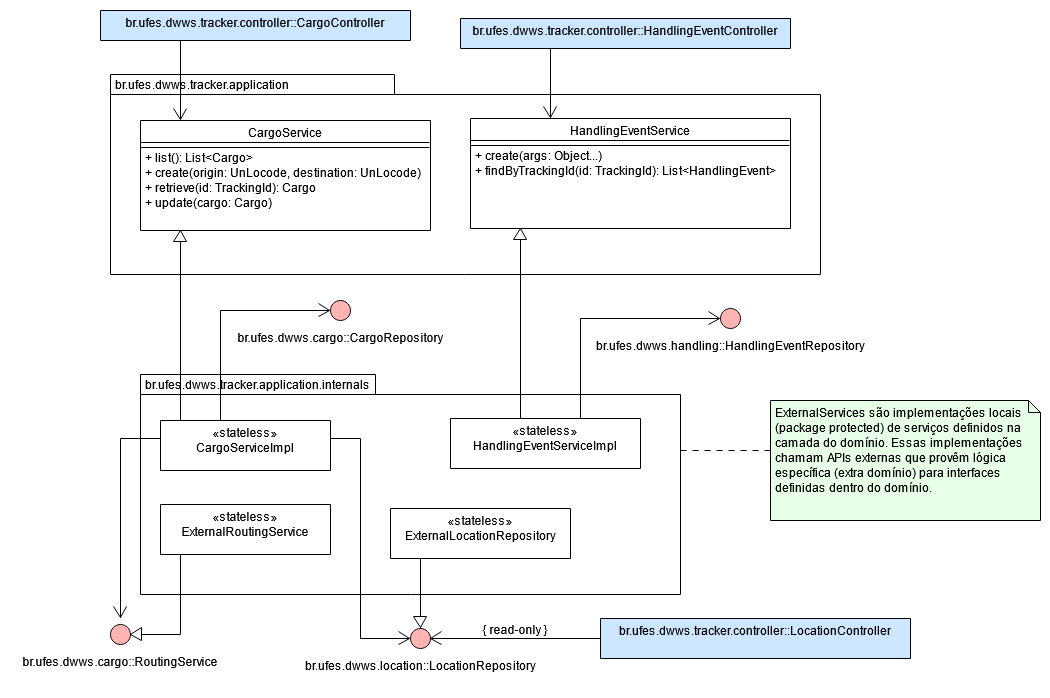 br.ufes.dwws.tracker.controller::CargoController
br.ufes.dwws.tracker.controller::HandlingEventController
br.ufes.dwws.tracker.application
CargoService
+ list(): List<Cargo>
+ create(origin: UnLocode, destination: UnLocode)
+ retrieve(id: TrackingId): Cargo
+ update(cargo: Cargo)
HandlingEventService
+ create(args: Object...)
+ findByTrackingId(id: TrackingId): List<HandlingEvent>
br.ufes.dwws.cargo::CargoRepository
br.ufes.dwws.handling::HandlingEventRepository
br.ufes.dwws.tracker.application.internals
«stateless»
CargoServiceImpl
«stateless»
HandlingEventServiceImpl
«stateless»
ExternalRoutingService
«stateless»
ExternalLocationRepository
ExternalServices são implementações locais
(package protected) de serviços definidos na
camada do domínio. Essas implementações
chamam APIs externas que provêm lógica
específica (extra domínio) para interfaces
definidas dentro do domínio.
{ read-only }
br.ufes.dwws.tracker.controller::LocationController
br.ufes.dwws.cargo::RoutingService
br.ufes.dwws.location::LocationRepository